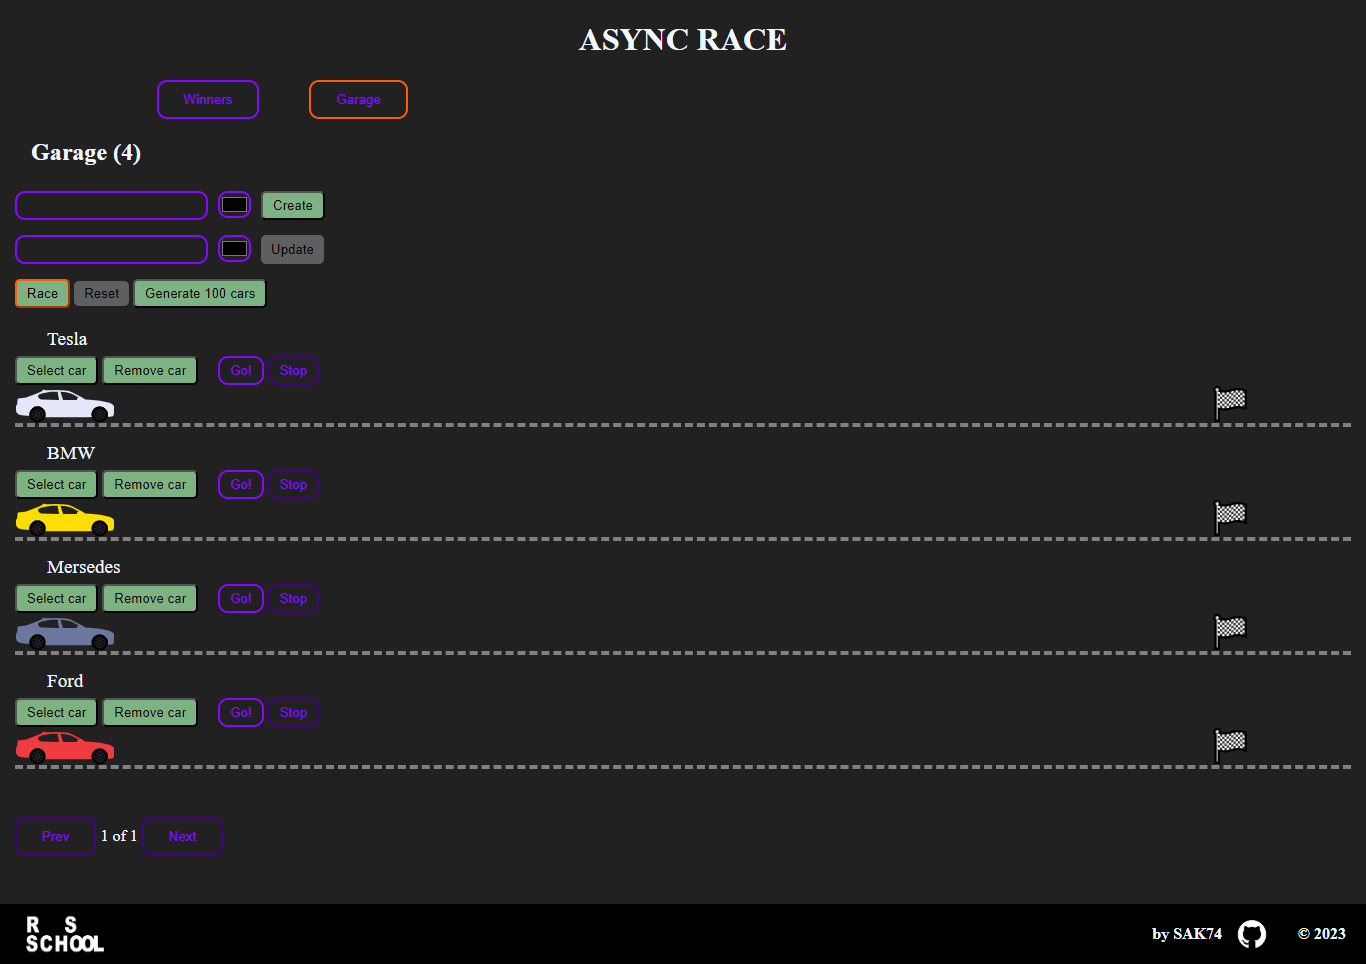 ASYNC RACE
Winners Garage
Garage (4)
Create
Update
Race Reset Generate 100 cars
Tesla
Select car Remove car Go! Stop
BMW
Select car Remove car Go! Stop
Mersedes
Select car Remove car Go! Stop
Ford
Select car Remove car Go! Stop
Prev 1 of 1 Next
R S
SCHOOL
by SAK74 © 2023